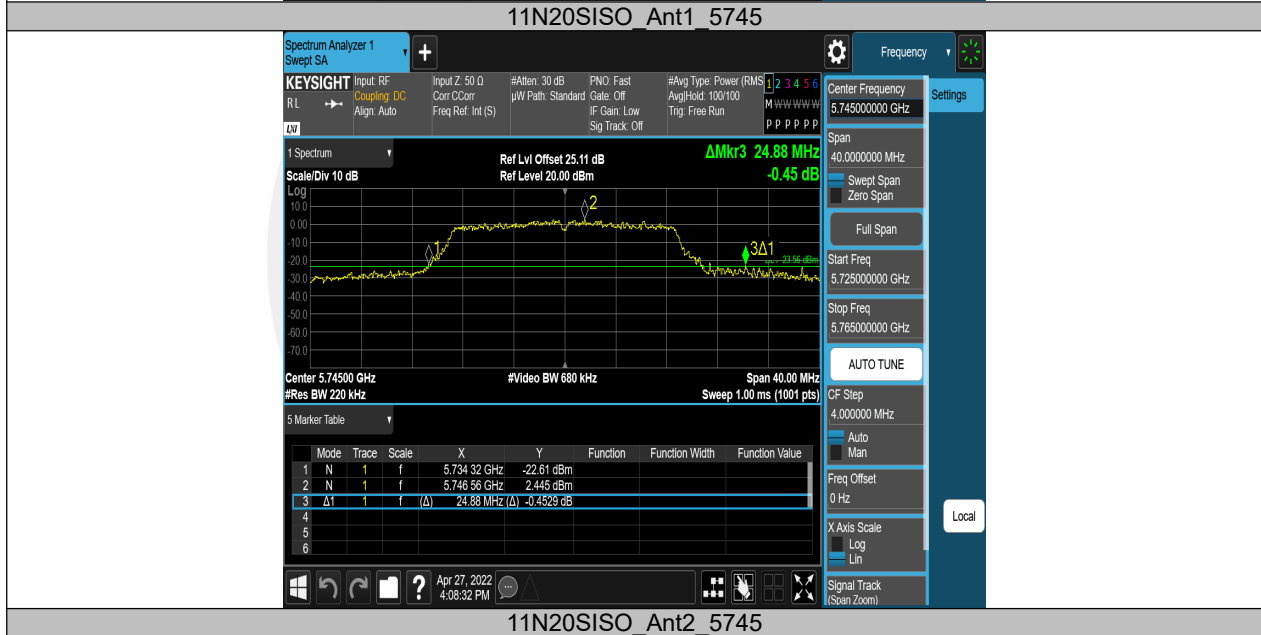 11N20SISO_Ant1_5745
Spectrum Analyzer 1
Swept SA
+
Frequency
KEYSIGHT
RL
LXI
Input: RF
Coupling: DC
Align: Auto
Input Z: 50 Ω
Corr CCorr
Freq Ref: Int (S)
#Atten: 30 dB
µW Path: Standard
PNO: Fast
Gate: Off
IF Gain: Low
Sig Track: Off
#Avg Type: Power (RMS
Avg|Hold: 100/100
Trig: Free Run
1 2 3 4 5 6
M W W W W W
P P P P P P
Center Frequency
5.745000000 GHz
Settings
Span
40.0000000 MHz
Swept Span
Zero Span
Full Span
Start Freq
5.725000000 GHz
Stop Freq
5.765000000 GHz
AUTO TUNE
CF Step
4.000000 MHz
Auto
Man
Freq Offset
0 Hz
X Axis Scale
Log
Lin
Local
Signal Track
(Span Zoom)
1 Spectrum
Scale/Div 10 dB
Ref Lvl Offset 25.11 dB
Ref Level 20.00 dBm
ΔMkr3 24.88 MHz
-0.45 dB
Log
10.0
0.00
-10.0
-20.0
-30.0
-40.0
-50.0
-60.0
-70.0
1
2
3Δ1
-23.56 dBm
Center 5.74500 GHz
#Video BW 680 kHz
Span 40.00 MHz
#Res BW 220 kHz
Sweep 1.00 ms (1001 pts)
5 Marker Table
Mode Trace Scale X Y Function Function Width Function Value
1 N 1 f 5.734 32 GHz -22.61 dBm
2 N 1 f 5.746 56 GHz 2.445 dBm
3 Δ1 1 f (Δ) 24.88 MHz (Δ) -0.4529 dB
4
5
6
?
Apr 27, 2022
4:08:32 PM
11N20SISO_Ant2_5745